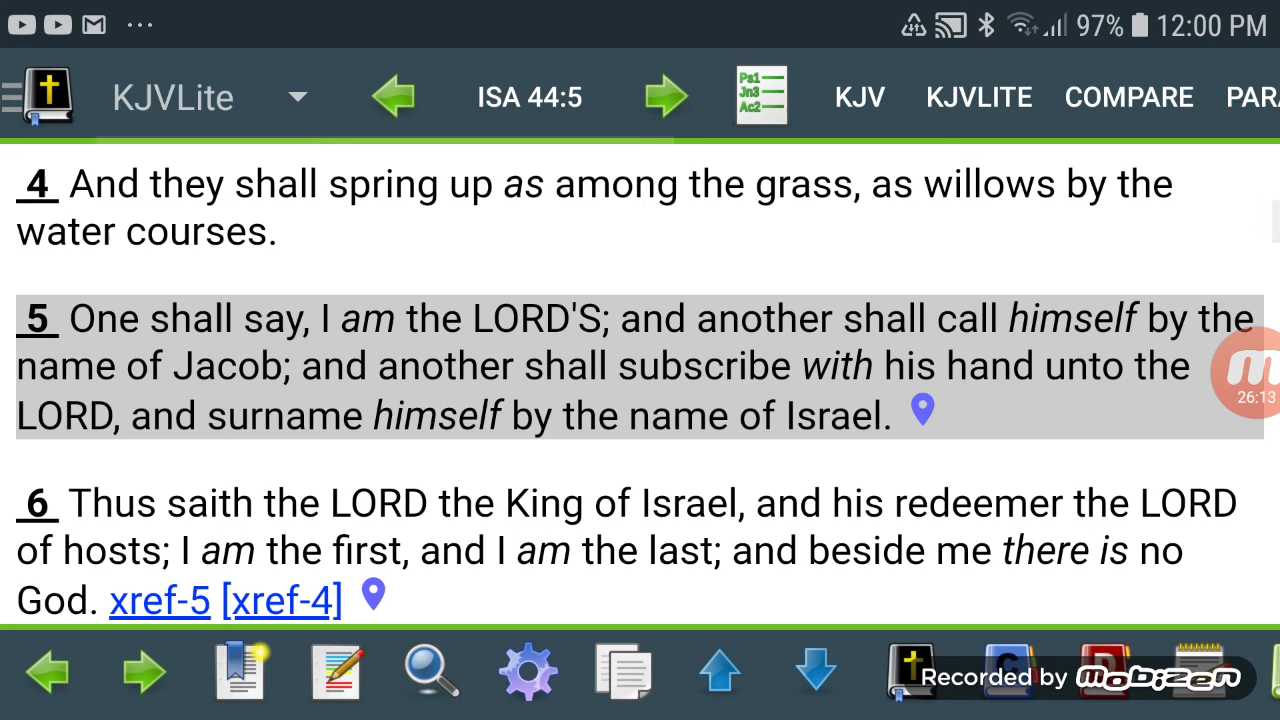 97% 12:00 PM
KJVLite ISA 44:5 Ps1 Jn3 Ac2 KJV KJVLITE COMPARE PARA
4 And they shall spring up as among the grass, as willows by the
water courses.
5 One shall say, I am the LORD'S; and another shall call himself by the
name of Jacob; and another shall subscribe with his hand unto the
LORD, and surname himself by the name of Israel.
26:13
6 Thus saith the LORD the King of Israel, and his redeemer the LORD
of hosts; I am the first, and I am the last; and beside me there is no
God. xref-5 [xref-4]
Recorded by mobizen